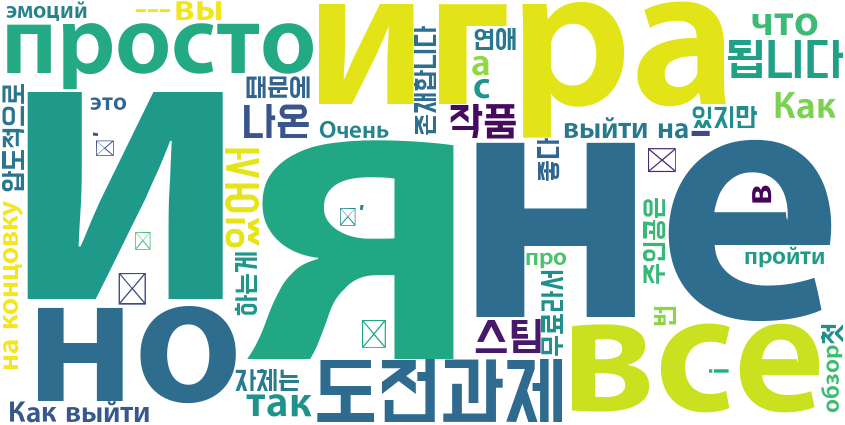 эмоций
--- вы
игра
просто
что
연애
존재합니다
됩니다
а
с
때문에
압도적으로
это
나온
Очень
작품
выйти на
있지만
Как
И
Я
не
있어서
좋다
в
주인공은
на концовку
하는게
про
пройти
무료라서
번
но
스팀
все
i
첫
обзор
자체는
도전과제
так
Как выйти